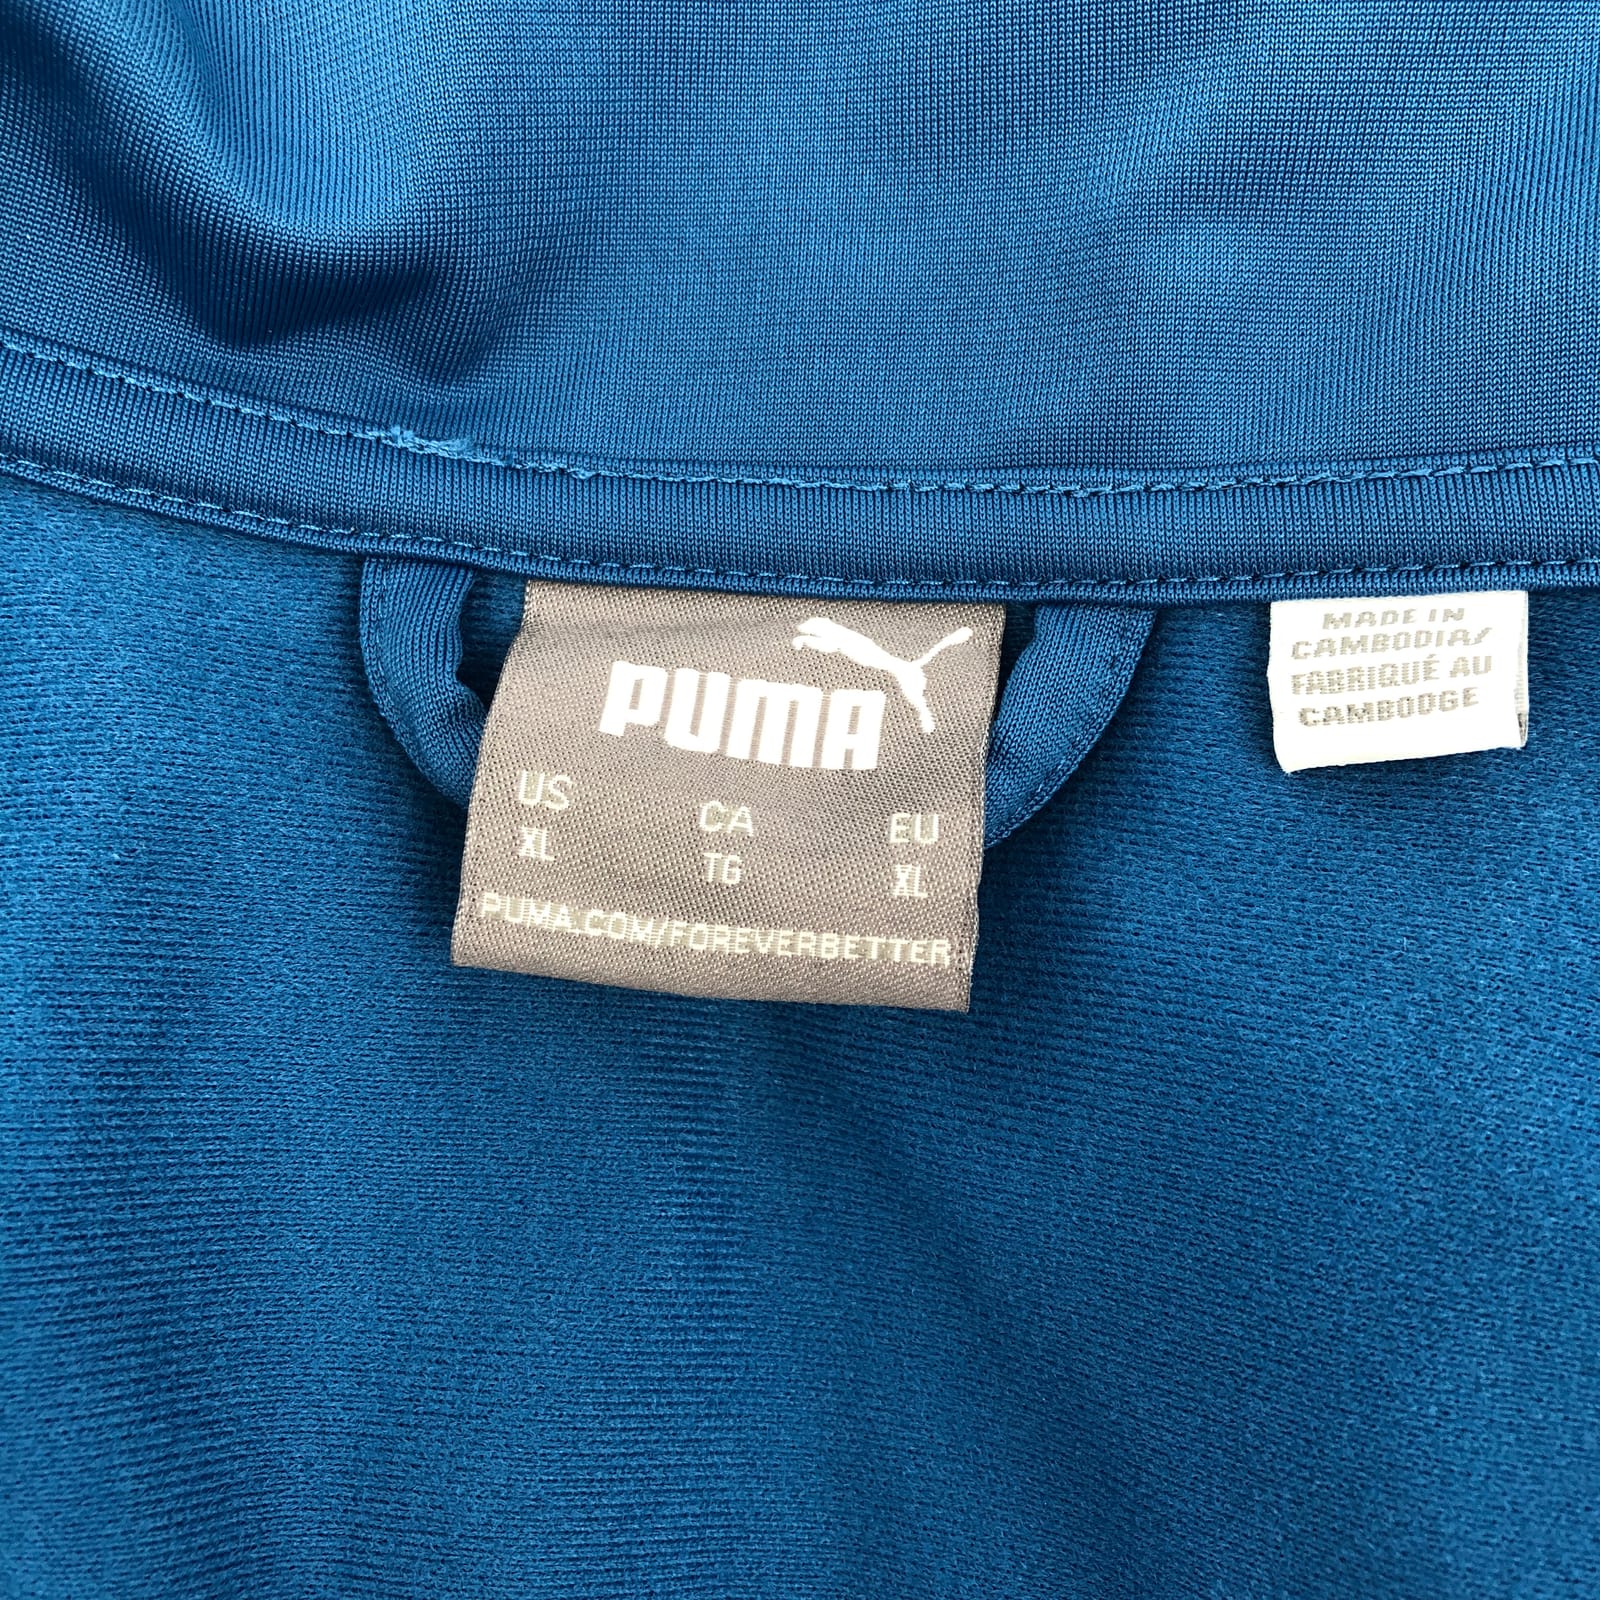 PUMA
US CA EU
XL TG XL
PUMA.COM/FOREVERBETTER
MADE IN
CAMBODIA/
FABRIQUÉ AU
CAMBODGE